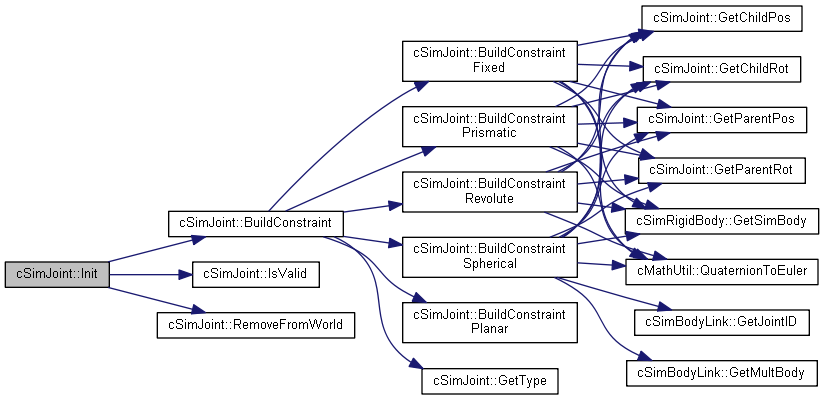 cSimJoint::Init
cSimJoint::BuildConstraint
cSimJoint::IsValid
cSimJoint::RemoveFromWorld
cSimJoint::BuildConstraint
Fixed
cSimJoint::BuildConstraint
Prismatic
cSimJoint::BuildConstraint
Revolute
cSimJoint::BuildConstraint
Spherical
cSimJoint::BuildConstraint
Planar
cSimJoint::GetType
cSimJoint::GetChildPos
cSimJoint::GetChildRot
cSimJoint::GetParentPos
cSimJoint::GetParentRot
cSimRigidBody::GetSimBody
cMathUtil::QuaternionToEuler
cSimBodyLink::GetJointID
cSimBodyLink::GetMultBody